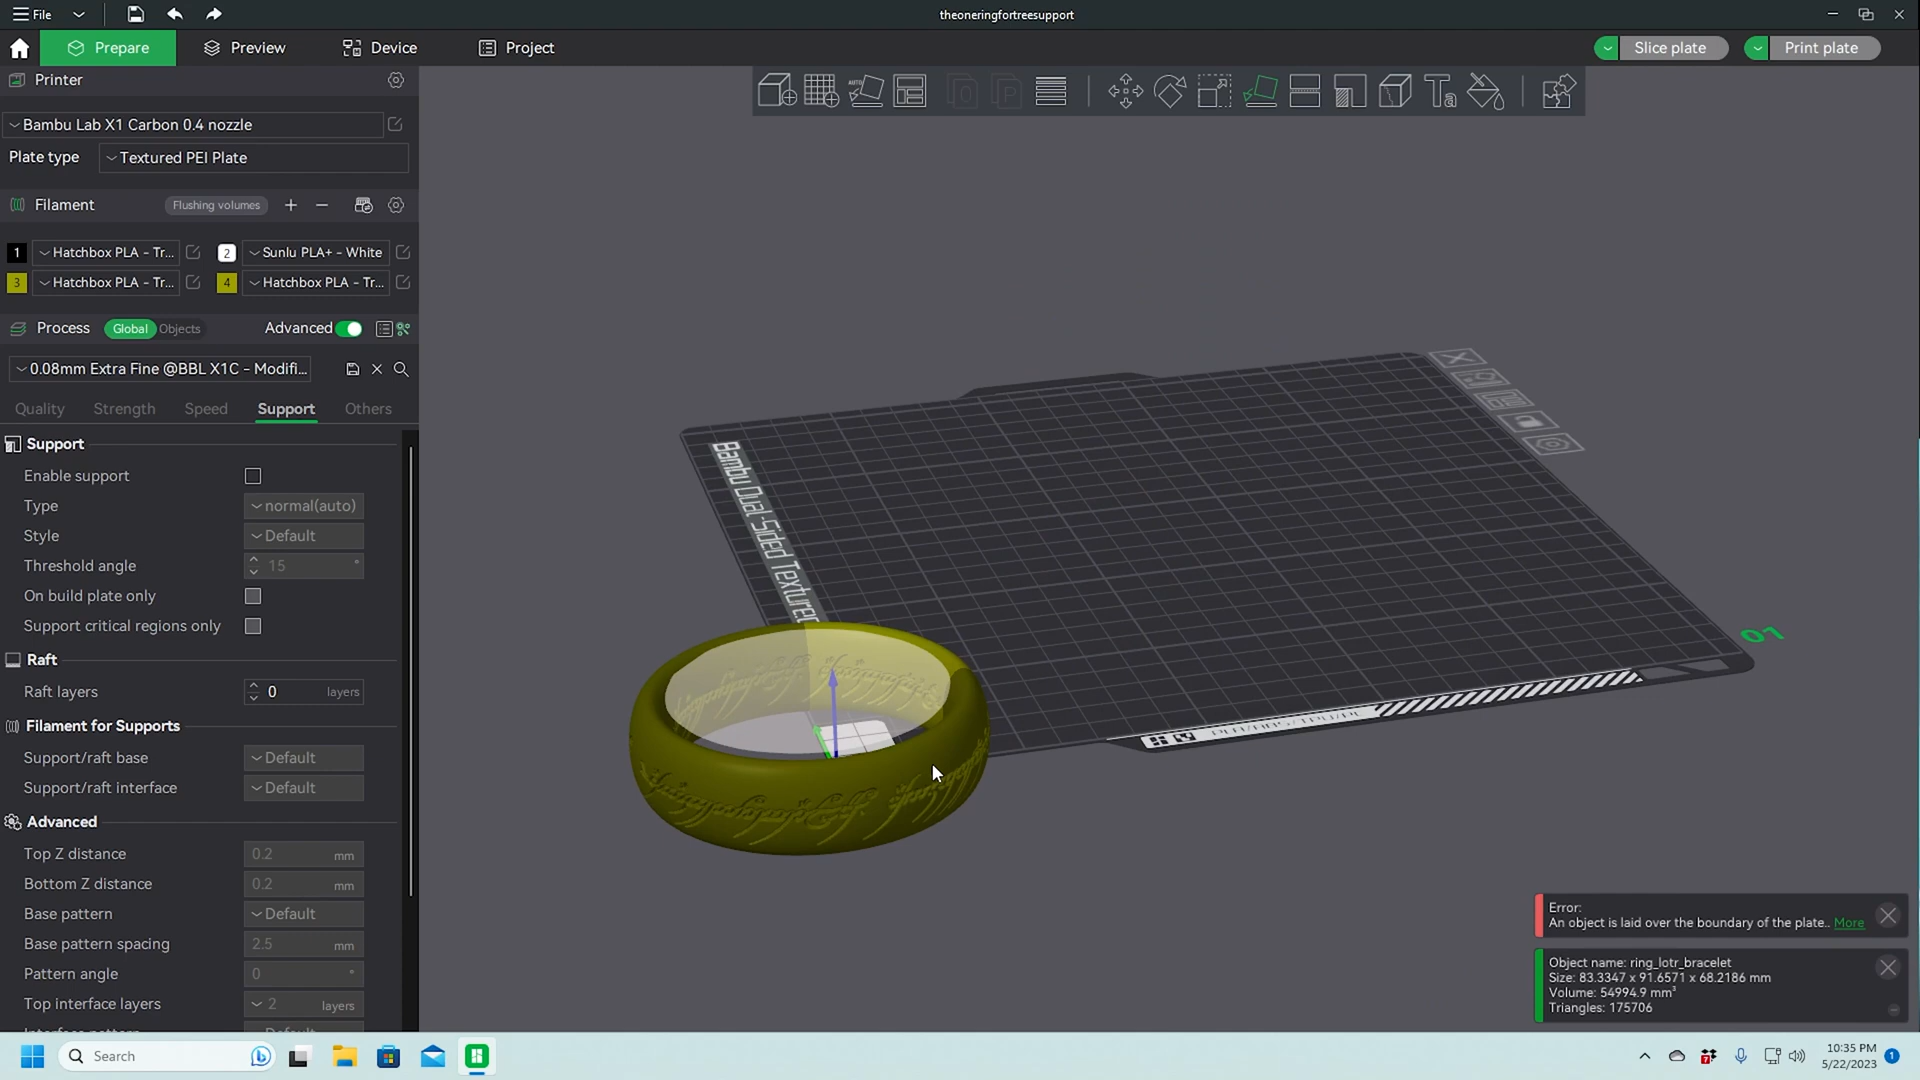 File
theoneringfortreesupport
Prepare
Preview
Device
Project
Slice plate
Print plate
Printer
Bambu Lab X1 Carbon 0.4 nozzle
Plate type
Textured PEI Plate
Filament
Flushing volumes
1
Hatchbox PLA - Tr...
2
Sunlu PLA+ - White
3
Hatchbox PLA - Tr...
4
Hatchbox PLA - Tr...
Process
Global
Objects
Advanced
0.08mm Extra Fine @BBL X1C - Modifi...
Quality
Strength
Speed
Support
Others
Support
Enable support
Type
normal(auto)
Style
Default
Threshold angle
15 °
On build plate only
Support critical regions only
Raft
Raft layers
0 layers
Filament for Supports
Support/raft base
Default
Support/raft interface
Default
Advanced
Top Z distance
0.2 mm
Bottom Z distance
0.2 mm
Base pattern
Default
Base pattern spacing
2.5 mm
Pattern angle
0 °
Top interface layers
2 layers
AUTO
Bambu Dual-Sided Textured
01
Error:
An object is laid over the boundary of the plate.. More
Object name: ring_lotr_bracelet
Size: 83.3347 x 91.6571 x 68.2186 mm
Volume: 54994.9 mm³
Triangles: 175706
Search
10:35 PM
5/22/2023
1